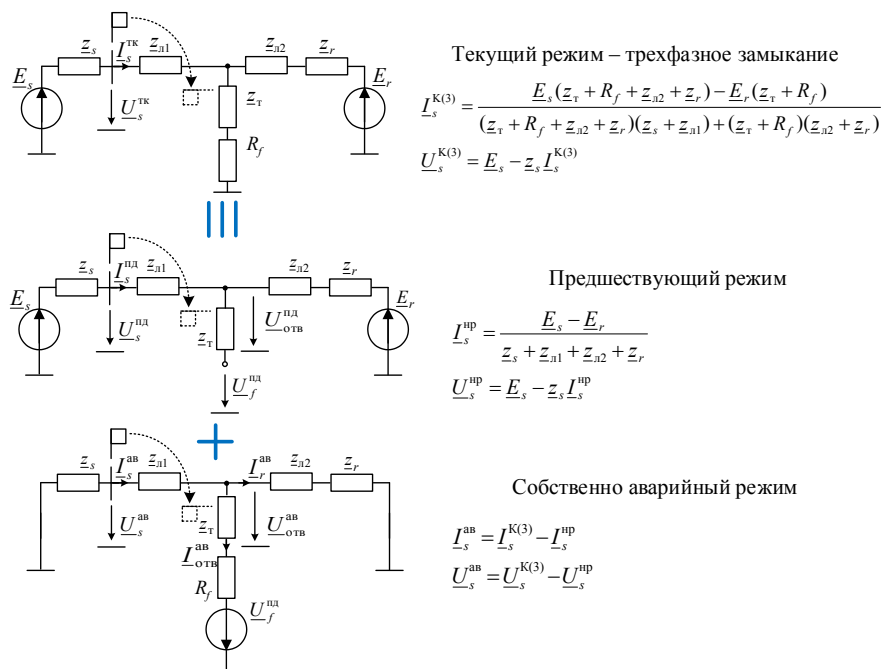 z_s I_s^тк z_л1 z_л2 z_r
E_s E_r
U_s^тк z_т
R_f
Текущий режим – трехфазное замыкание
I_s^К(3) = (E_s(z_т + R_f + z_л2 + z_r) − E_r(z_т + R_f)) / ((z_т + R_f + z_л2 + z_r)(z_s + z_л1) + (z_т + R_f)(z_л2 + z_r))
U_s^К(3) = E_s − z_s I_s^К(3)
z_s I_s^пд z_л1 z_л2 z_r
E_s E_r
U_s^пд z_т U_отв^пд
U_f^пд
Предшествующий режим
I_s^нр = (E_s − E_r) / (z_s + z_л1 + z_л2 + z_r)
U_s^нр = E_s − z_s I_s^нр
z_s I_s^ав z_л1 I_r^ав z_л2 z_r
U_s^ав z_т U_отв^ав
I_отв^ав
R_f
U_f^пд
Собственно аварийный режим
I_s^ав = I_s^К(3) − I_s^нр
U_s^ав = U_s^К(3) − U_s^нр